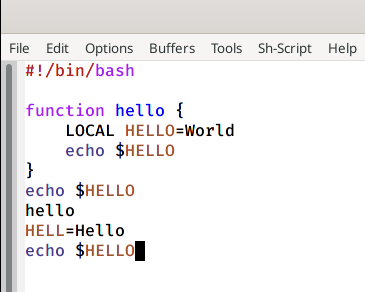 File Edit Options Buffers Tools Sh-Script Help
#!/bin/bash
function hello {
    LOCAL HELLO=World
    echo $HELLO
}
echo $HELLO
hello
HELL=Hello
echo $HELLO